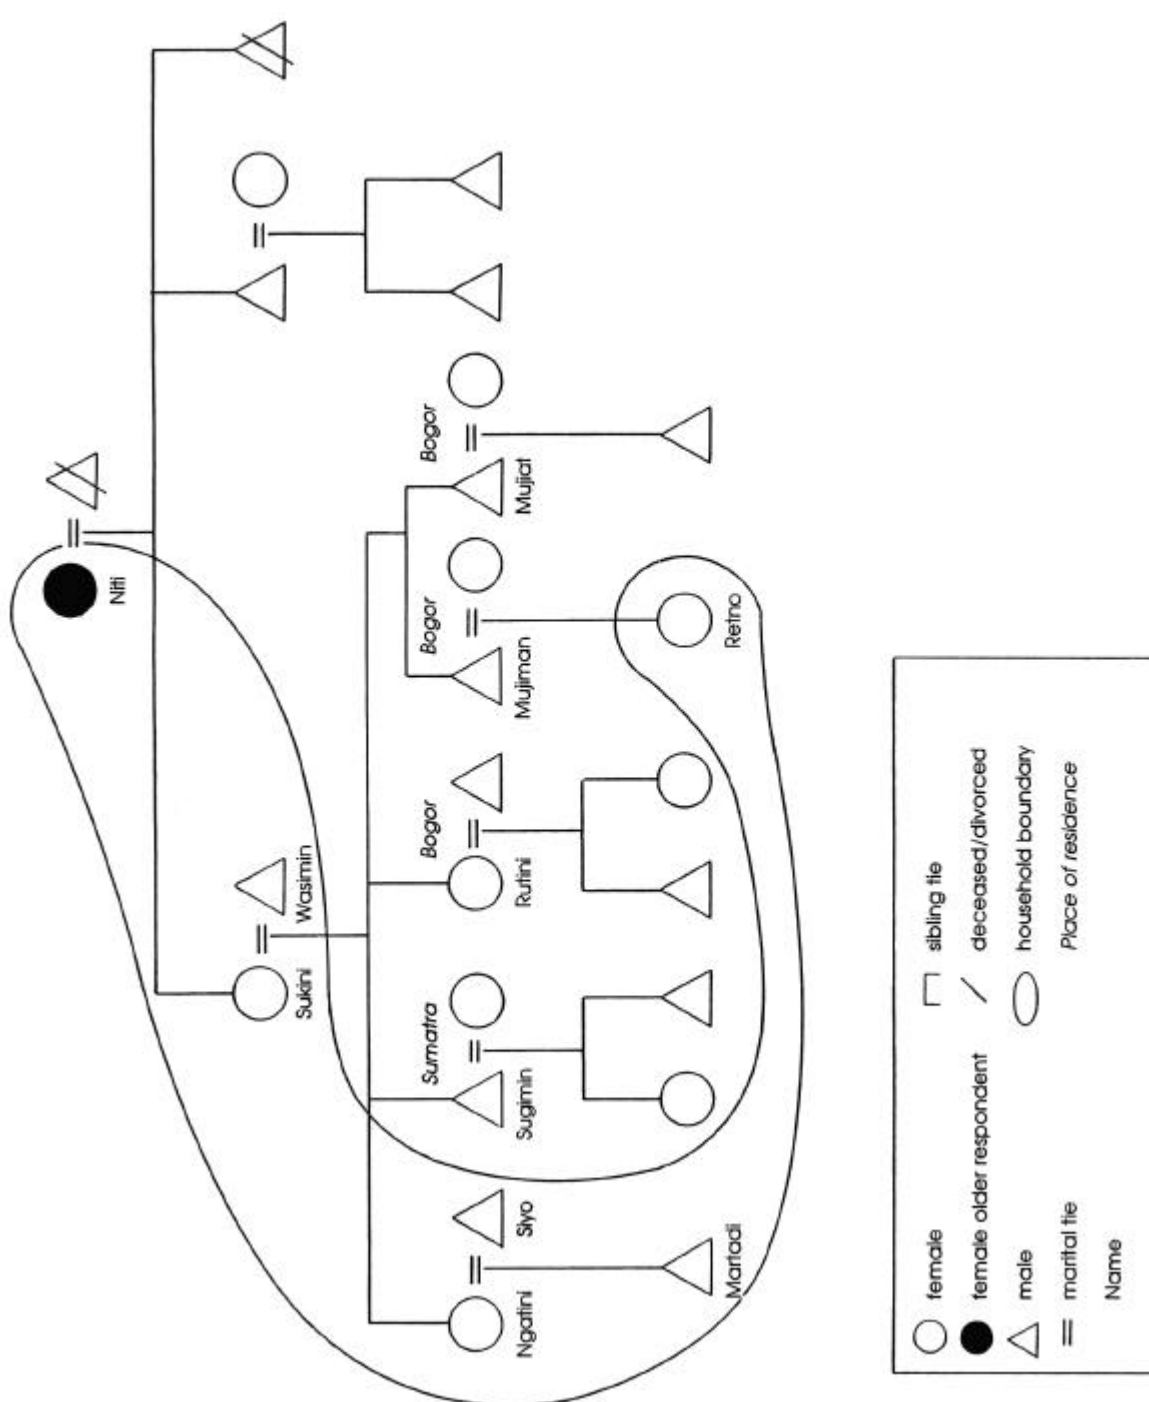 Niti
Sukini
Wasimin
Sumatra
Bogor
Bogor
Bogor
Ngatini
Siyo
Sugimin
Rutini
Mujiman
Mujiat
Martadi
Retno
female
sibling tie
female older respondent
deceased/divorced
male
household boundary
marital tie
Place of residence
Name